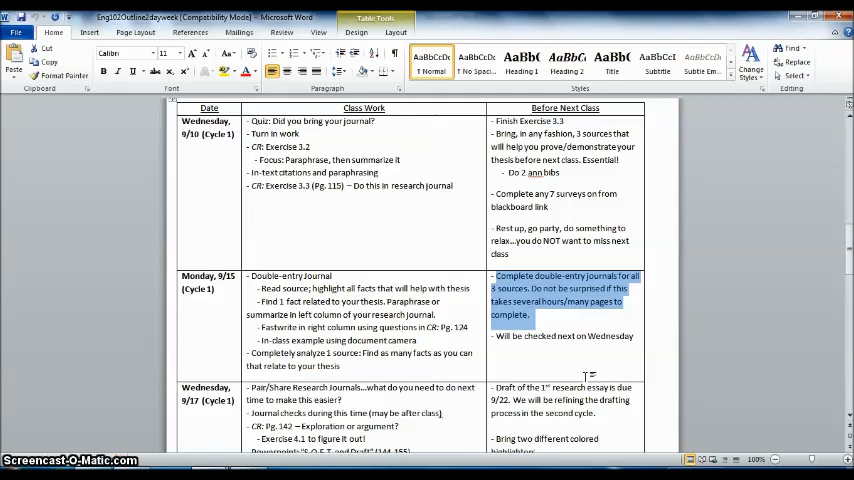 Eng102Outline2dayweek [Compatibility Mode] - Microsoft Word
Table Tools
File Home Insert Page Layout References Mailings Review View Design Layout
Cut
Copy
Format Painter
Paste
Clipboard
Calibri 11
Font
Paragraph
AaBbCcDc AaBbCcDc AaBbC AaBbCc AaBbC AaBbCcI AaBbCcDc
T Normal T No Spaci... Heading 1 Heading 2 Title Subtitle Subtle Em...
Styles
Change
Styles
Find
Replace
Select
Editing
Date Class Work Before Next Class
Wednesday,
9/10 (Cycle 1)
- Quiz: Did you bring your journal?
- Turn in work
- CR: Exercise 3.2
- Focus: Paraphrase, then summarize it
- In-text citations and paraphrasing
- CR: Exercise 3.3 (Pg. 115) – Do this in research journal
- Finish Exercise 3.3
- Bring, in any fashion, 3 sources that
will help you prove/demonstrate your
thesis before next class. Essential!
- Do 2 ann bibs
- Complete any 7 surveys on from
blackboard link
- Rest up, go party, do something to
relax...you do NOT want to miss next
class
Monday, 9/15
(Cycle 1)
- Double-entry Journal
- Read source; highlight all facts that will help with thesis
- Find 1 fact related to your thesis. Paraphrase or
summarize in left column of your research journal.
- Fastwrite in right column using questions in CR: Pg. 124
- In-class example using document camera
- Completely analyze 1 source: Find as many facts as you can
that relate to your thesis
- Complete double-entry journals for all
3 sources. Do not be surprised if this
takes several hours/many pages to
complete.
- Will be checked next on Wednesday
Wednesday,
9/17 (Cycle 1)
- Pair/Share Research Journals...what do you need to do next
time to make this easier?
- Journal checks during this time (may be after class)
- CR: Pg. 142 – Exploration or argument?
- Exercise 4.1 to figure it out!
- Powerpoint: "S.O.F.T. and Draft" (144-155)
- Draft of the 1st research essay is due
9/22. We will be refining the drafting
process in the second cycle.
- Bring two different colored
highlighters
Screencast-O-Matic.com
100%